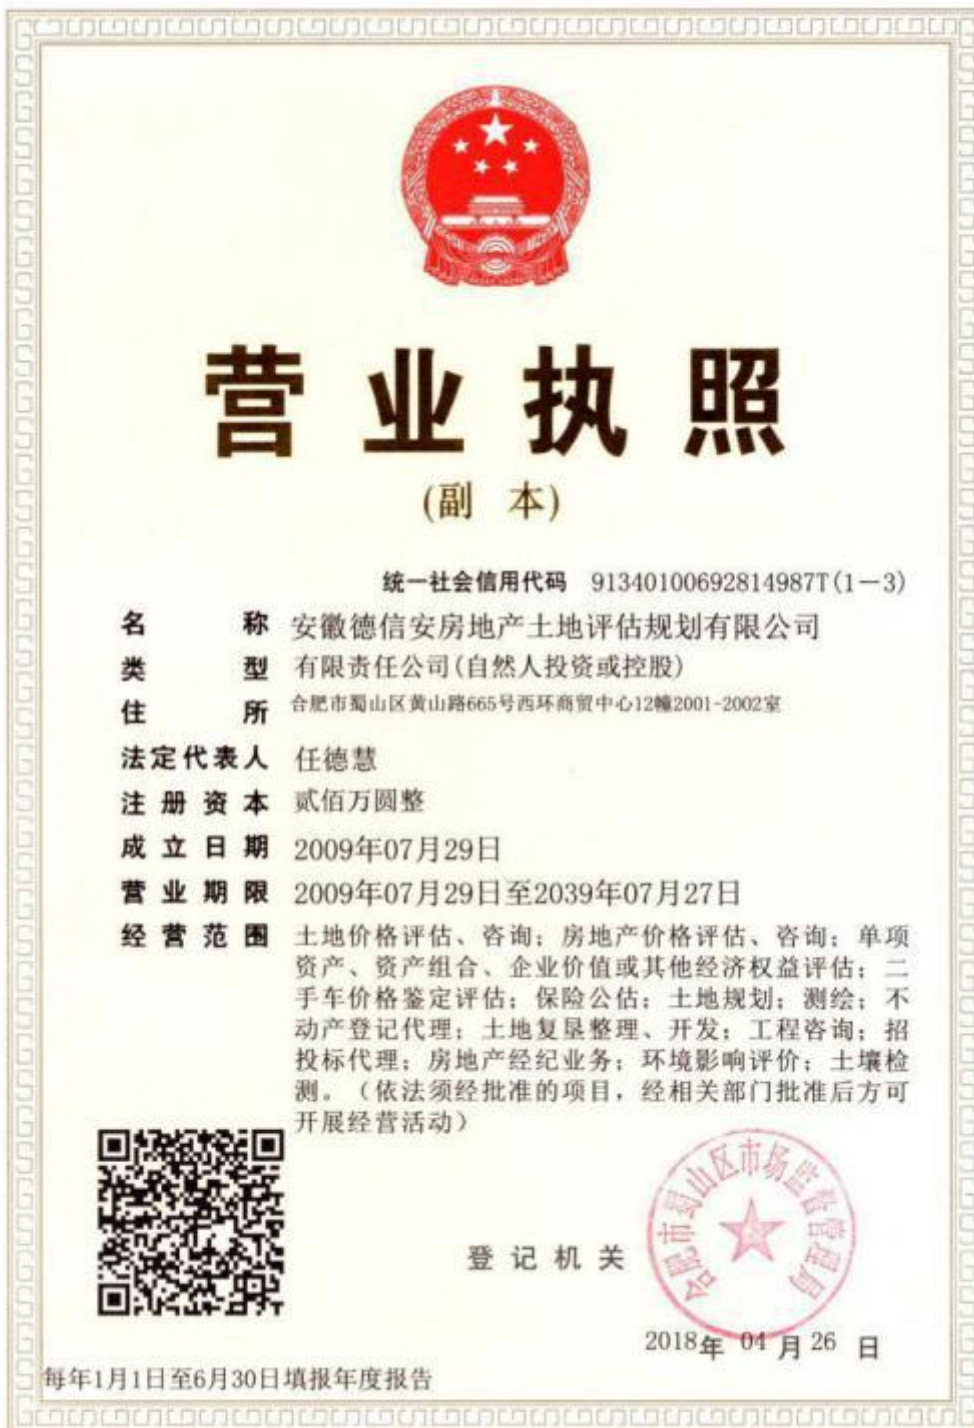 营业执照
(副 本)
统一社会信用代码 91340100692814987T(1-3)
名 称 安徽德信安房地产土地评估规划有限公司
类 型 有限责任公司(自然人投资或控股)
住 所 合肥市蜀山区黄山路665号西环商贸中心12幢2001-2002室
法定代表人 任德慧
注册资本 贰佰万圆整
成立日期 2009年07月29日
营业期限 2009年07月29日至2039年07月27日
经营范围 土地价格评估、咨询；房地产价格评估、咨询；单项
资产、资产组合、企业价值或其他经济权益评估；二
手车价格鉴定评估；保险公估；土地规划；测绘；不
动产登记代理；土地复垦整理、开发；工程咨询；招
投标代理；房地产经纪业务；环境影响评价；土壤检
测。（依法须经批准的项目，经相关部门批准后方可
开展经营活动）
合肥市蜀山区市场监督管理局
登记机关
2018年 04 月 26 日
每年1月1日至6月30日填报年度报告